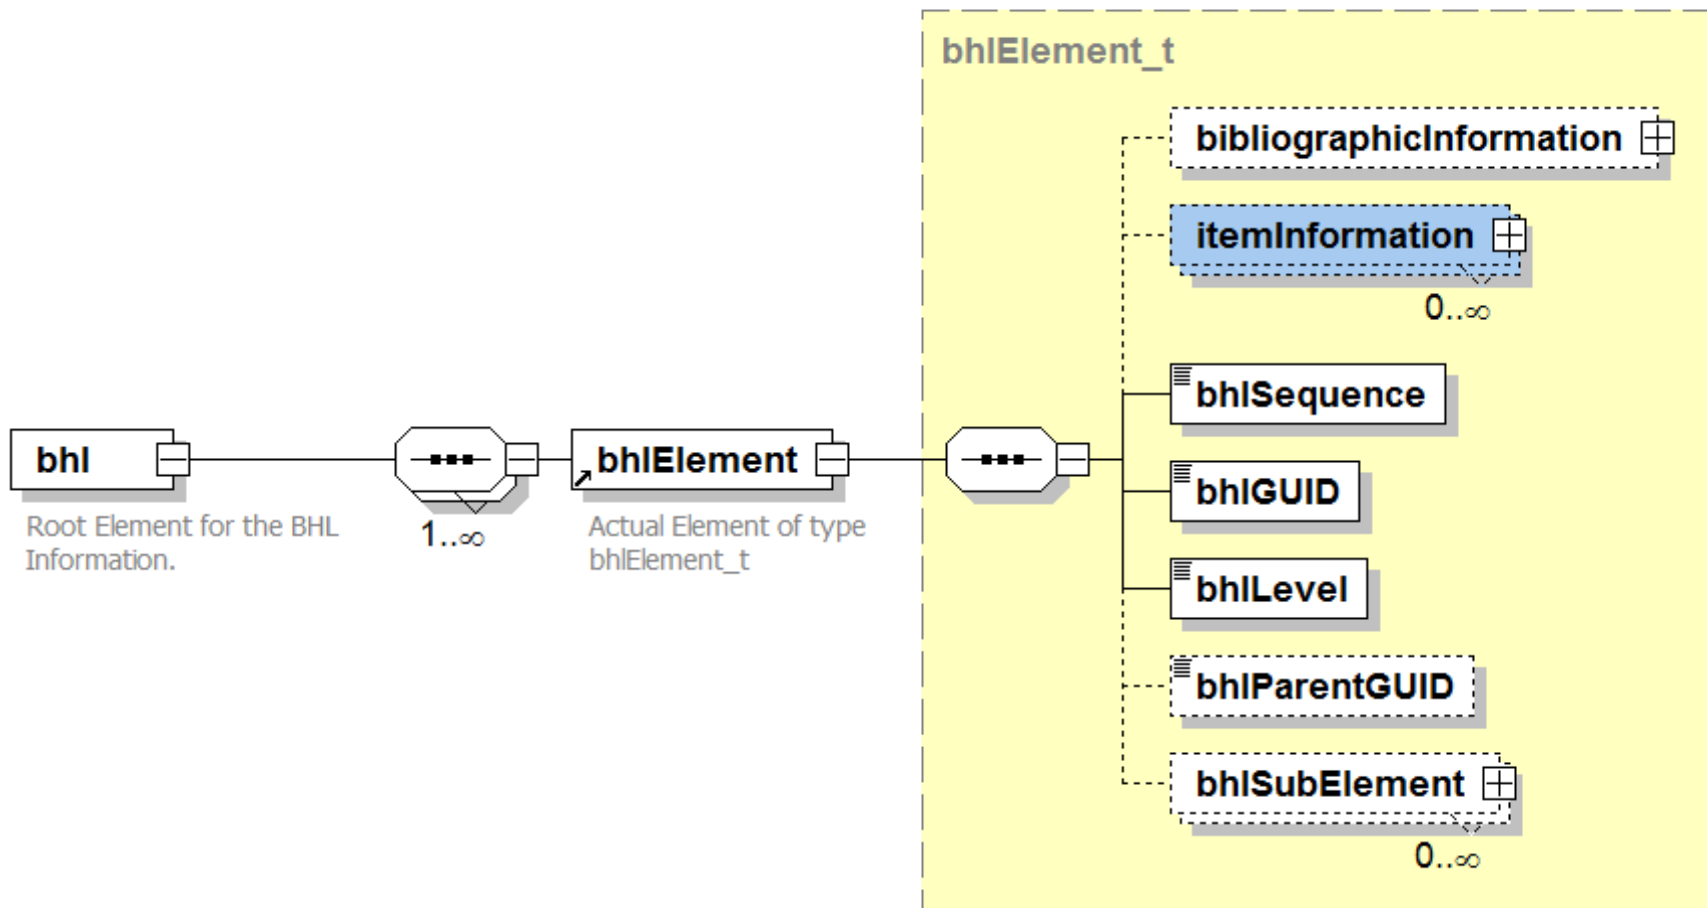 bhlElement_t
bibliographicInformation
itemInformation
0..∞
bhlSequence
bhl
Root Element for the BHL
Information.
1..∞
bhlElement
Actual Element of type
bhlElement_t
bhlGUID
bhlLevel
bhlParentGUID
bhlSubElement
0..∞